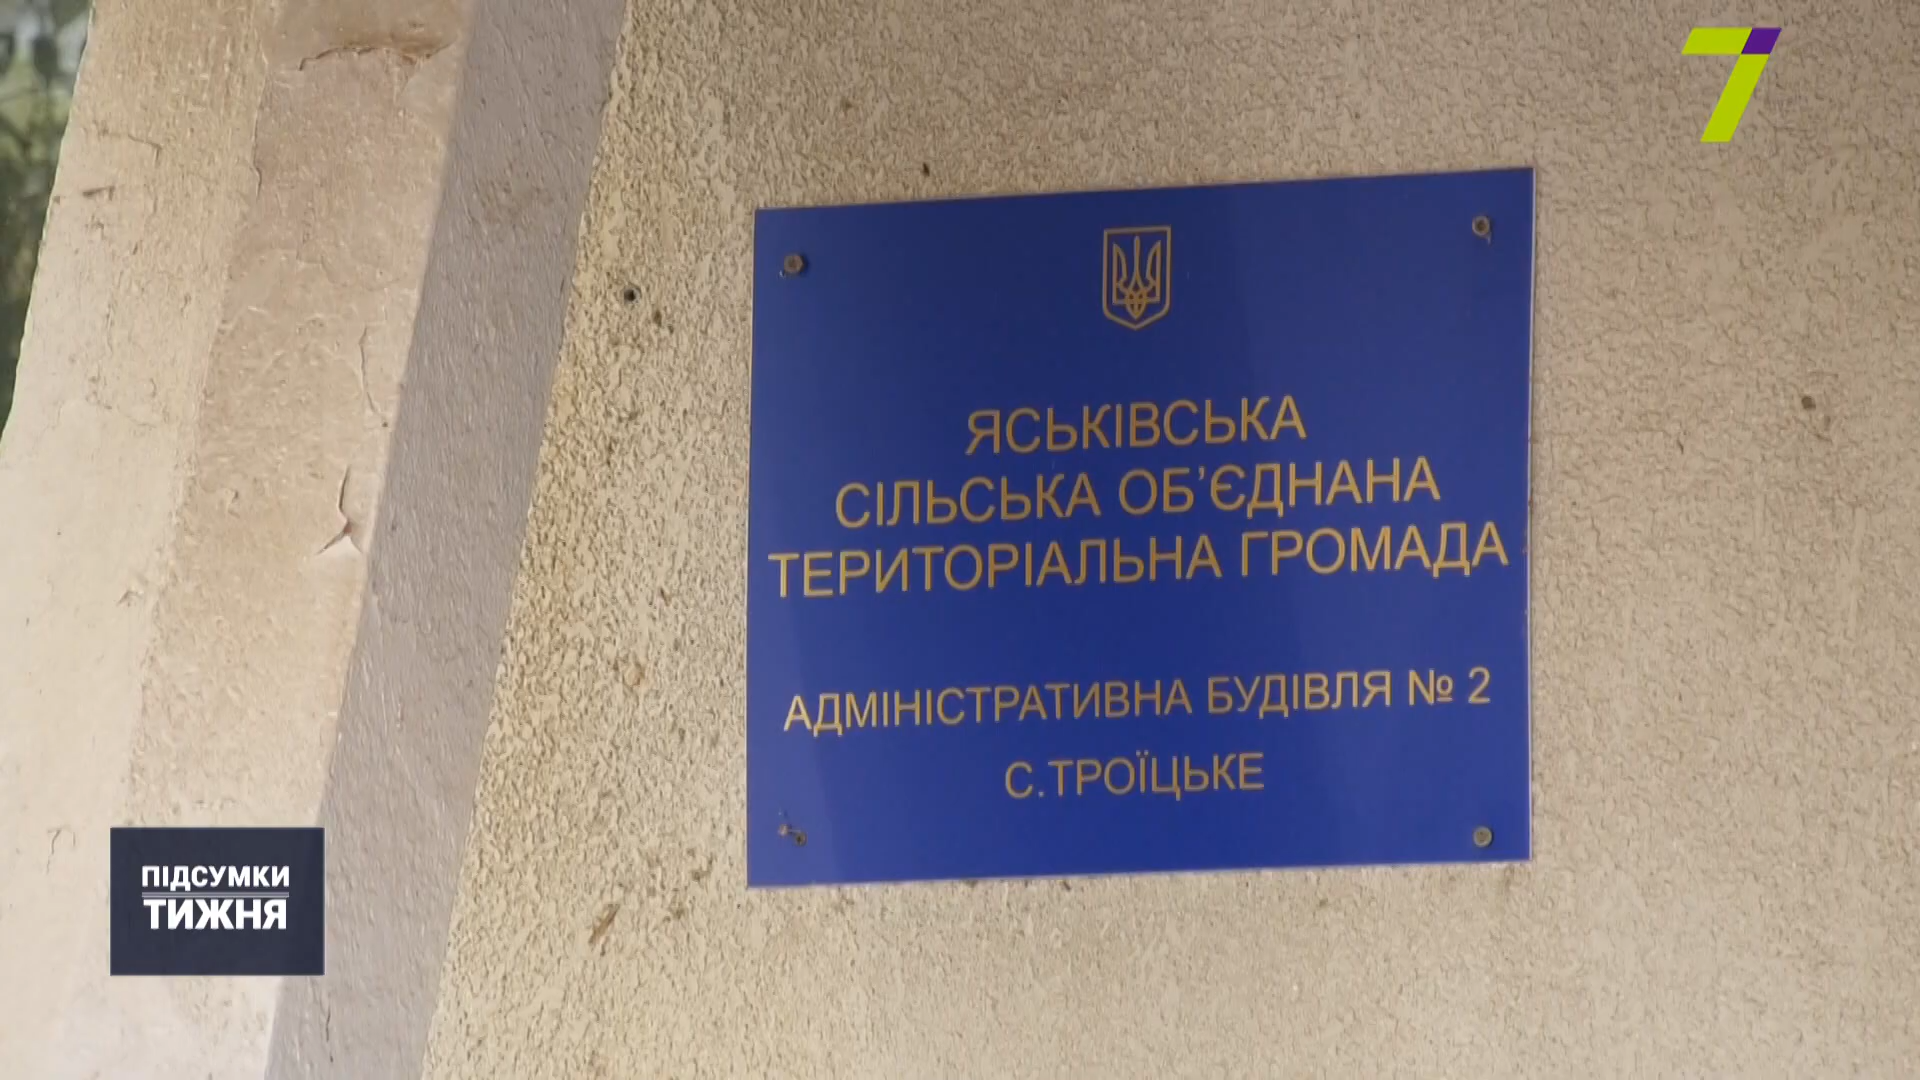 7
ЯСЬКІВСЬКА
СІЛЬСЬКА ОБ’ЄДНАНА
ТЕРИТОРІАЛЬНА ГРОМАДА
АДМІНІСТРАТИВНА БУДІВЛЯ № 2
С.ТРОЇЦЬКЕ
ПІДСУМКИ
ТИЖНЯ